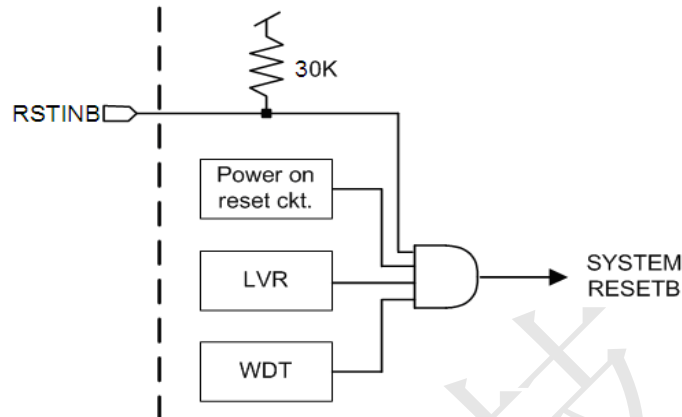 30K
RSTINB
Power on
reset ckt.
LVR
WDT
SYSTEM
RESETB